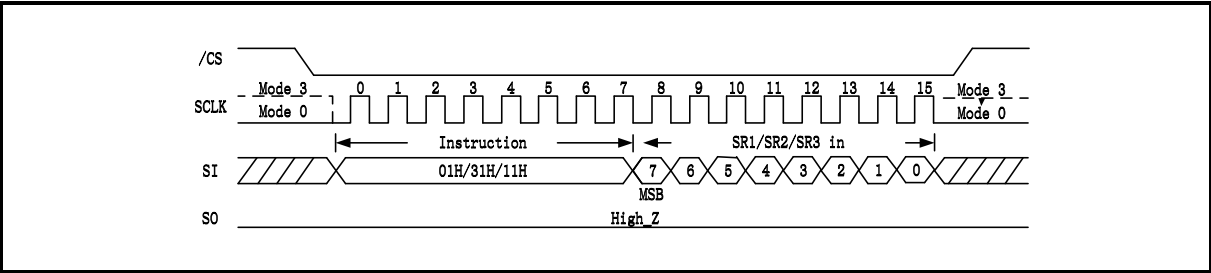 /CS
Mode 3 0 1 2 3 4 5 6 7 8 9 10 11 12 13 14 15 Mode 3
SCLK
Mode 0 Mode 0
Instruction SR1/SR2/SR3 in
SI 01H/31H/11H 7 6 5 4 3 2 1 0
MSB
SO High_Z